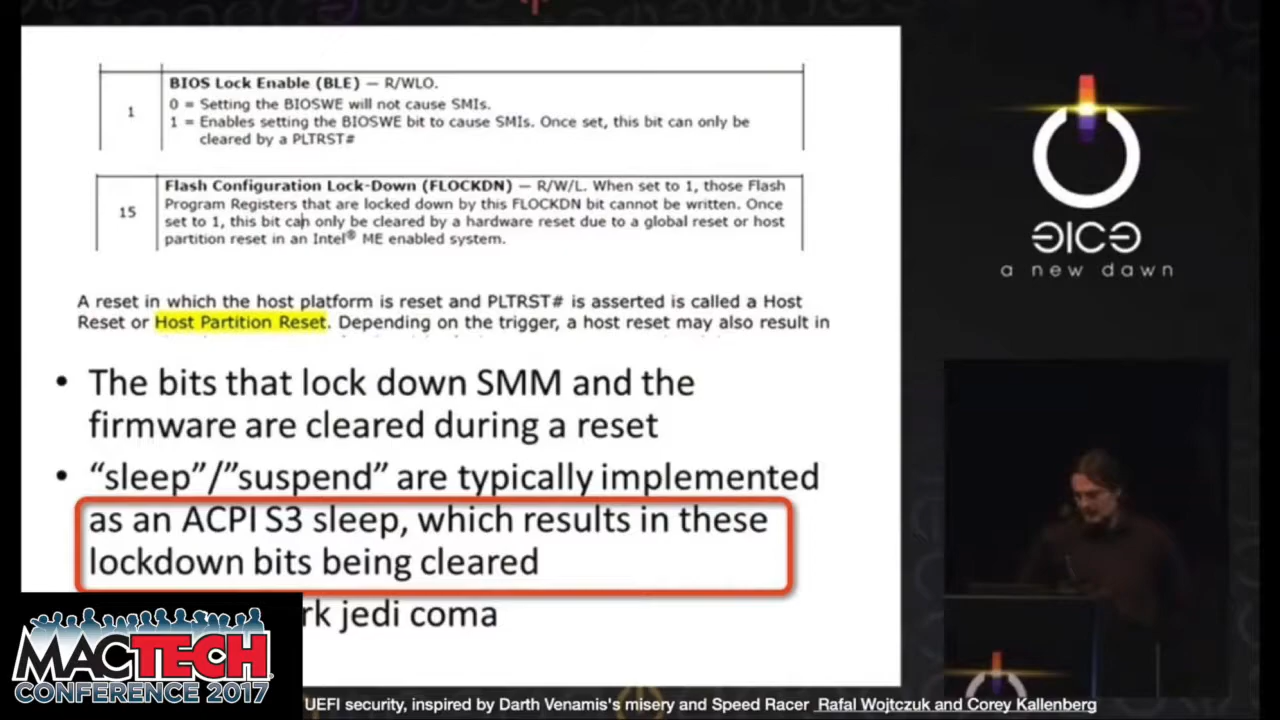 1
BIOS Lock Enable (BLE) — R/WLO.
0 = Setting the BIOSWE will not cause SMIs.
1 = Enables setting the BIOSWE bit to cause SMIs. Once set, this bit can only be
cleared by a PLTRST#
15
Flash Configuration Lock-Down (FLOCKDN) — R/W/L. When set to 1, those Flash
Program Registers that are locked down by this FLOCKDN bit cannot be written. Once
set to 1, this bit can only be cleared by a hardware reset due to a global reset or host
partition reset in an Intel® ME enabled system.
A reset in which the host platform is reset and PLTRST# is asserted is called a Host
Reset or Host Partition Reset. Depending on the trigger, a host reset may also result in
• The bits that lock down SMM and the
firmware are cleared during a reset
• “sleep”/”suspend” are typically implemented
as an ACPI S3 sleep, which results in these
lockdown bits being cleared
rk jedi coma
a new dawn
MACTECH
CONFERENCE 2017
UEFI security, inspired by Darth Venamis's misery and Speed Racer Rafal Wojtczuk and Corey Kallenberg